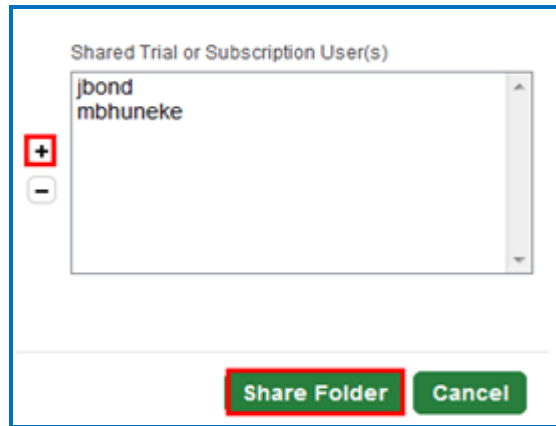 Shared Trial or Subscription User(s)
jbond
mbhuneke
+
-
Share Folder Cancel